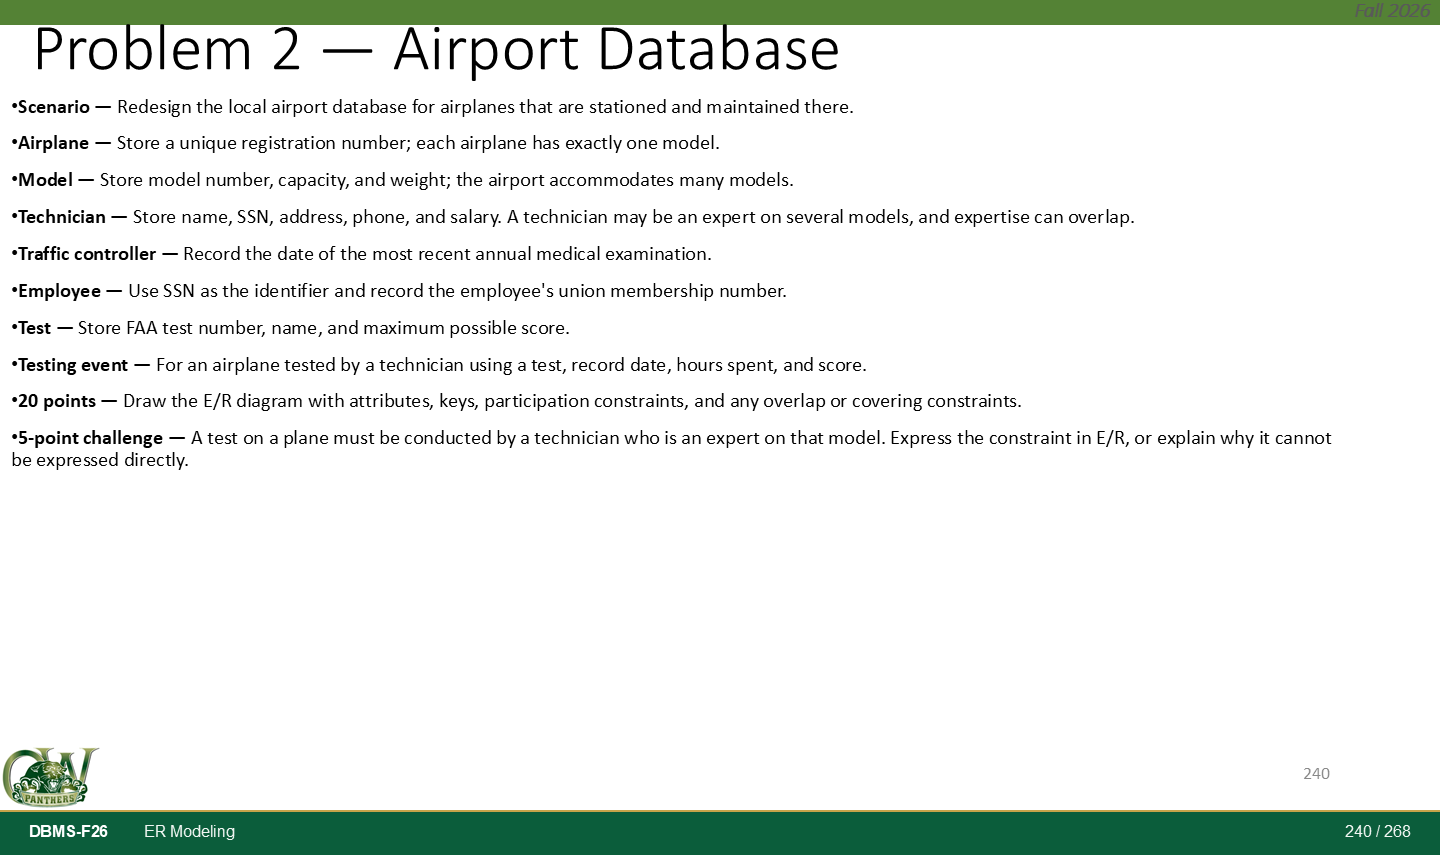 Fall 2026
Problem 2 — Airport Database
•Scenario — Redesign the local airport database for airplanes that are stationed and maintained there.
•Airplane — Store a unique registration number; each airplane has exactly one model.
•Model — Store model number, capacity, and weight; the airport accommodates many models.
•Technician — Store name, SSN, address, phone, and salary. A technician may be an expert on several models, and expertise can overlap.
•Traffic controller — Record the date of the most recent annual medical examination.
•Employee — Use SSN as the identifier and record the employee's union membership number.
•Test — Store FAA test number, name, and maximum possible score.
•Testing event — For an airplane tested by a technician using a test, record date, hours spent, and score.
•20 points — Draw the E/R diagram with attributes, keys, participation constraints, and any overlap or covering constraints.
•5-point challenge — A test on a plane must be conducted by a technician who is an expert on that model. Express the constraint in E/R, or explain why it cannot
be expressed directly.
OW
PANTHERS
240
DBMS-F26 ER Modeling 240 / 268